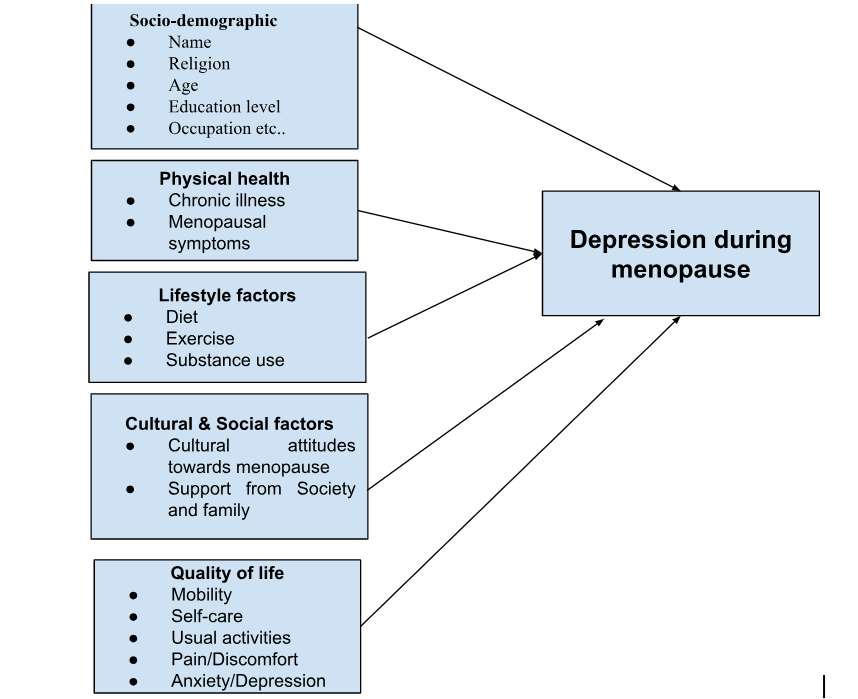 Socio-demographic
● Name
● Religion
● Age
● Education level
● Occupation etc..
Physical health
● Chronic illness
● Menopausal
symptoms
Lifestyle factors
● Diet
● Exercise
● Substance use
Cultural & Social factors
● Cultural attitudes
towards menopause
● Support from Society
and family
Quality of life
● Mobility
● Self-care
● Usual activities
● Pain/Discomfort
● Anxiety/Depression
Depression during
menopause